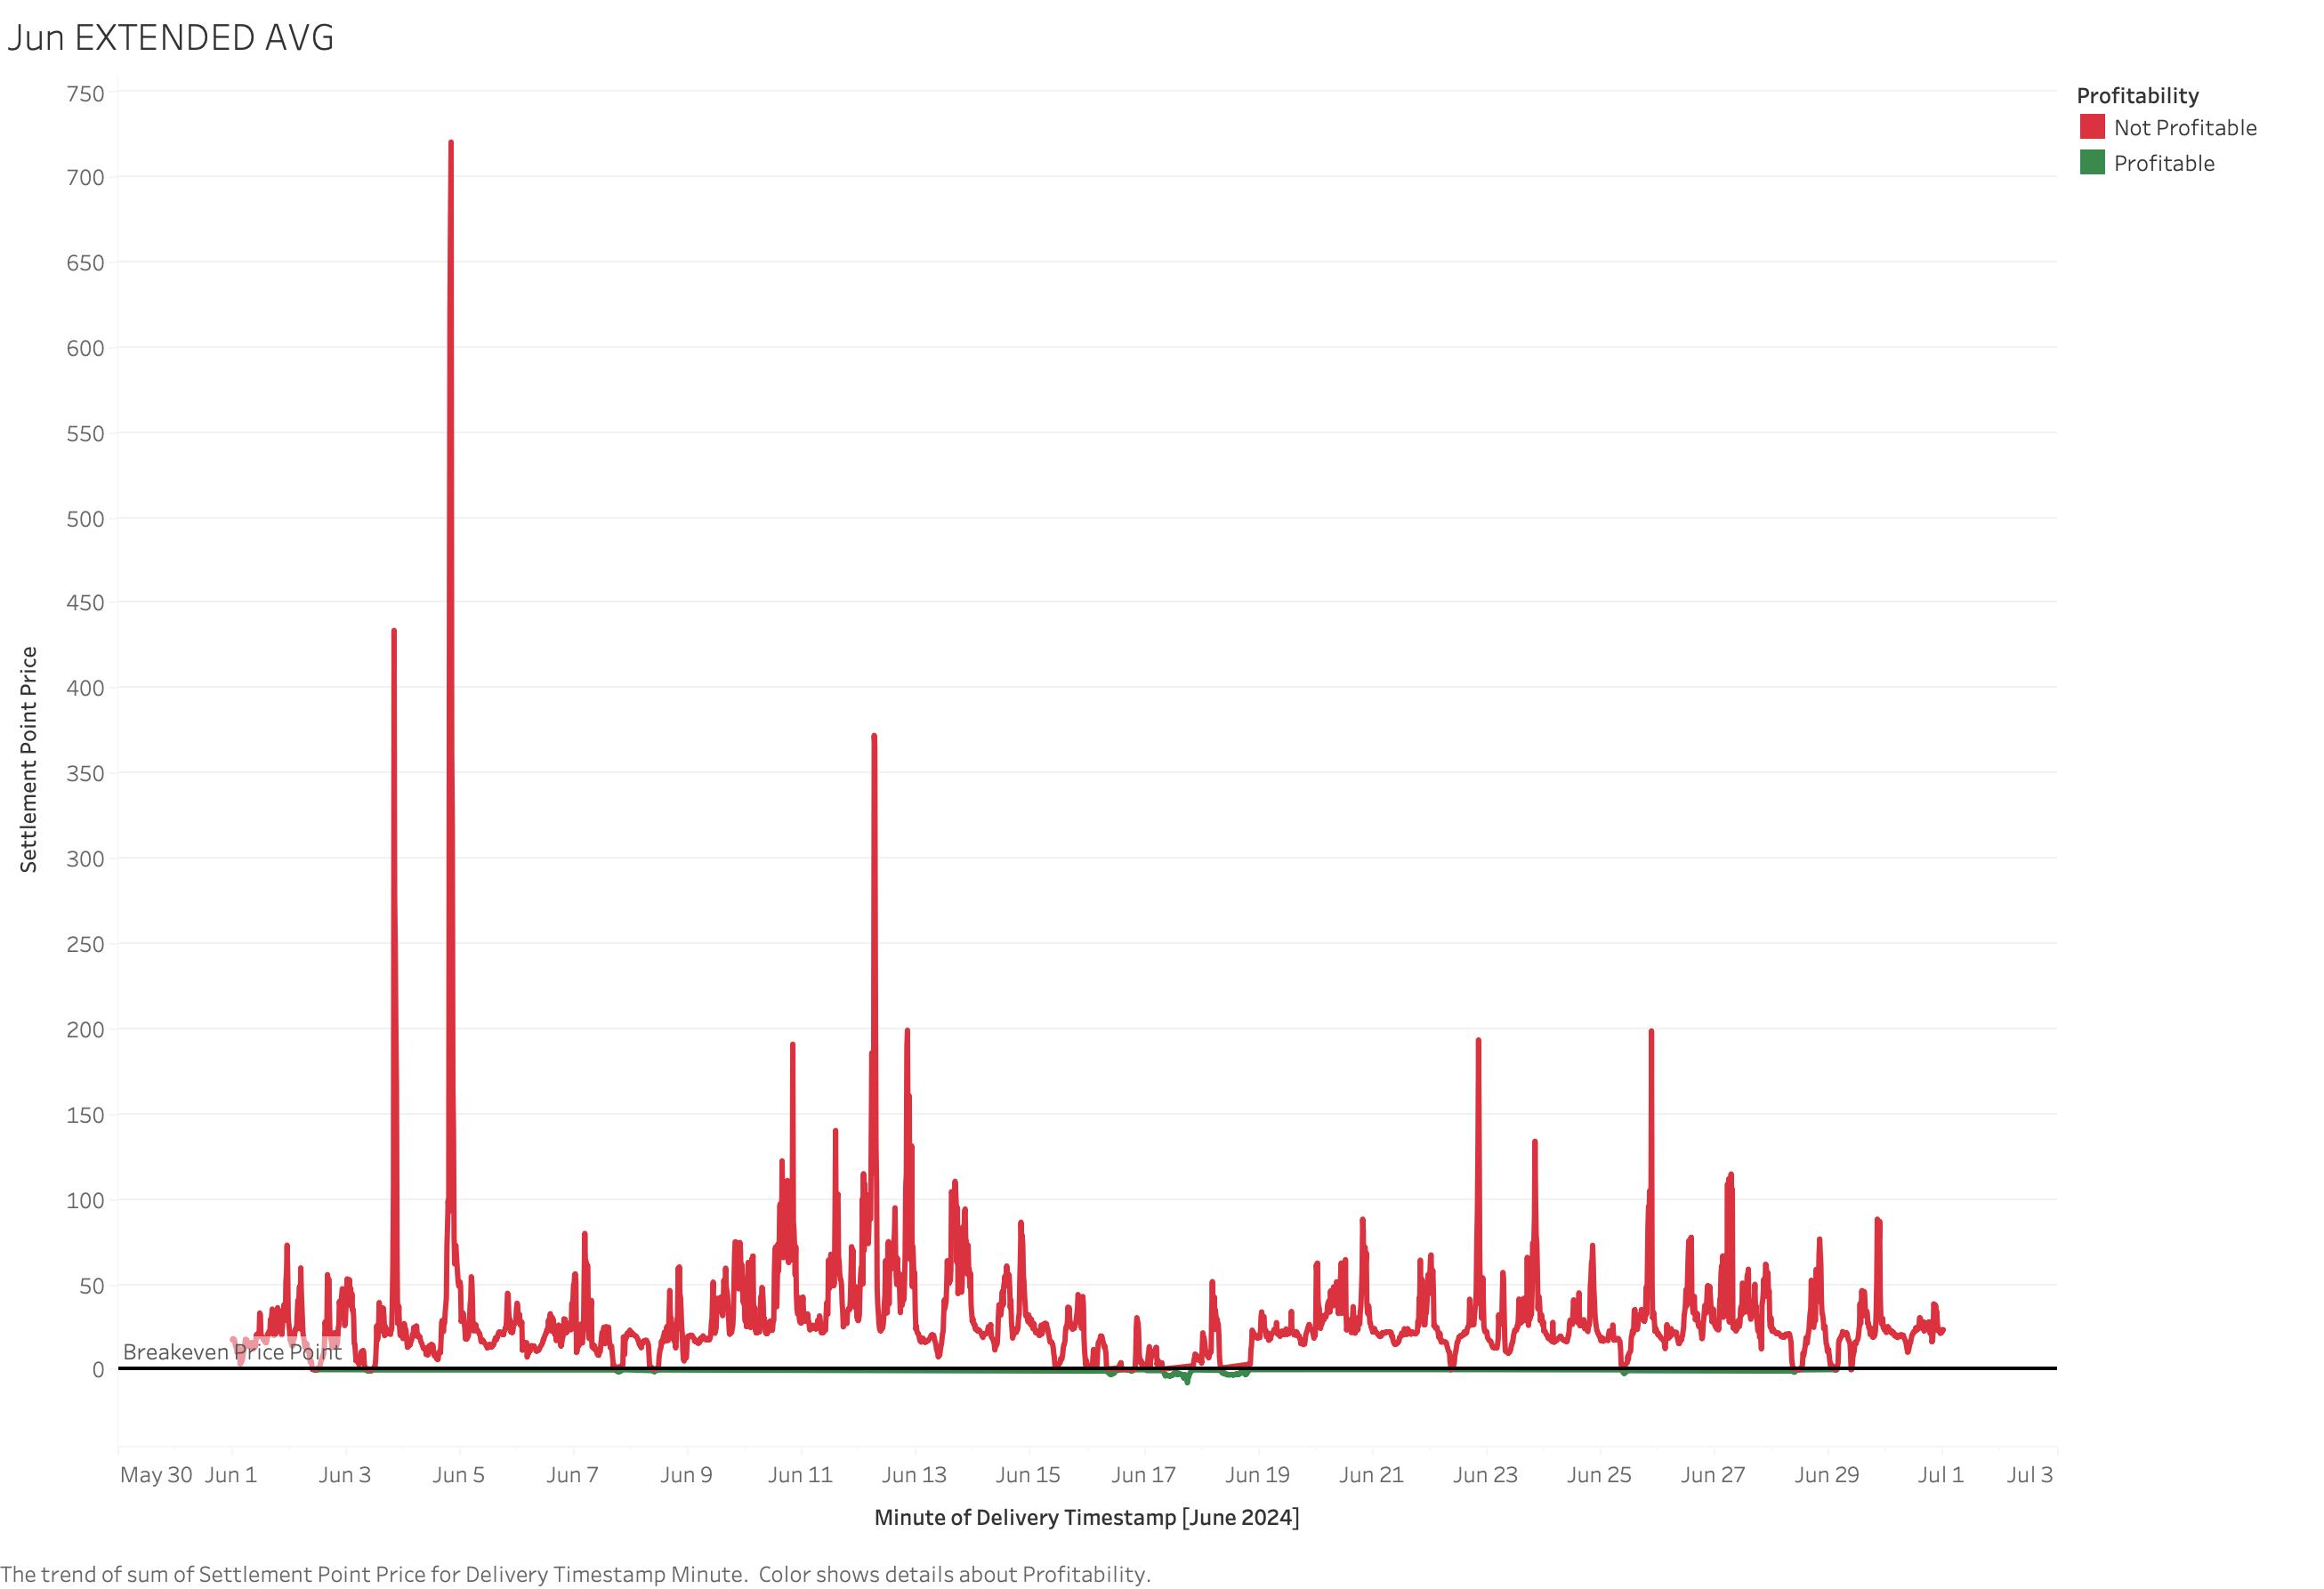 Jun EXTENDED AVG
Profitability
Not Profitable
Profitable
Settlement Point Price
750
700
650
600
550
500
450
400
350
300
250
200
150
100
50
0
Breakeven Price Point
May 30 Jun 1 Jun 3 Jun 5 Jun 7 Jun 9 Jun 11 Jun 13 Jun 15 Jun 17 Jun 19 Jun 21 Jun 23 Jun 25 Jun 27 Jun 29 Jul 1 Jul 3
Minute of Delivery Timestamp [June 2024]
The trend of sum of Settlement Point Price for Delivery Timestamp Minute. Color shows details about Profitability.